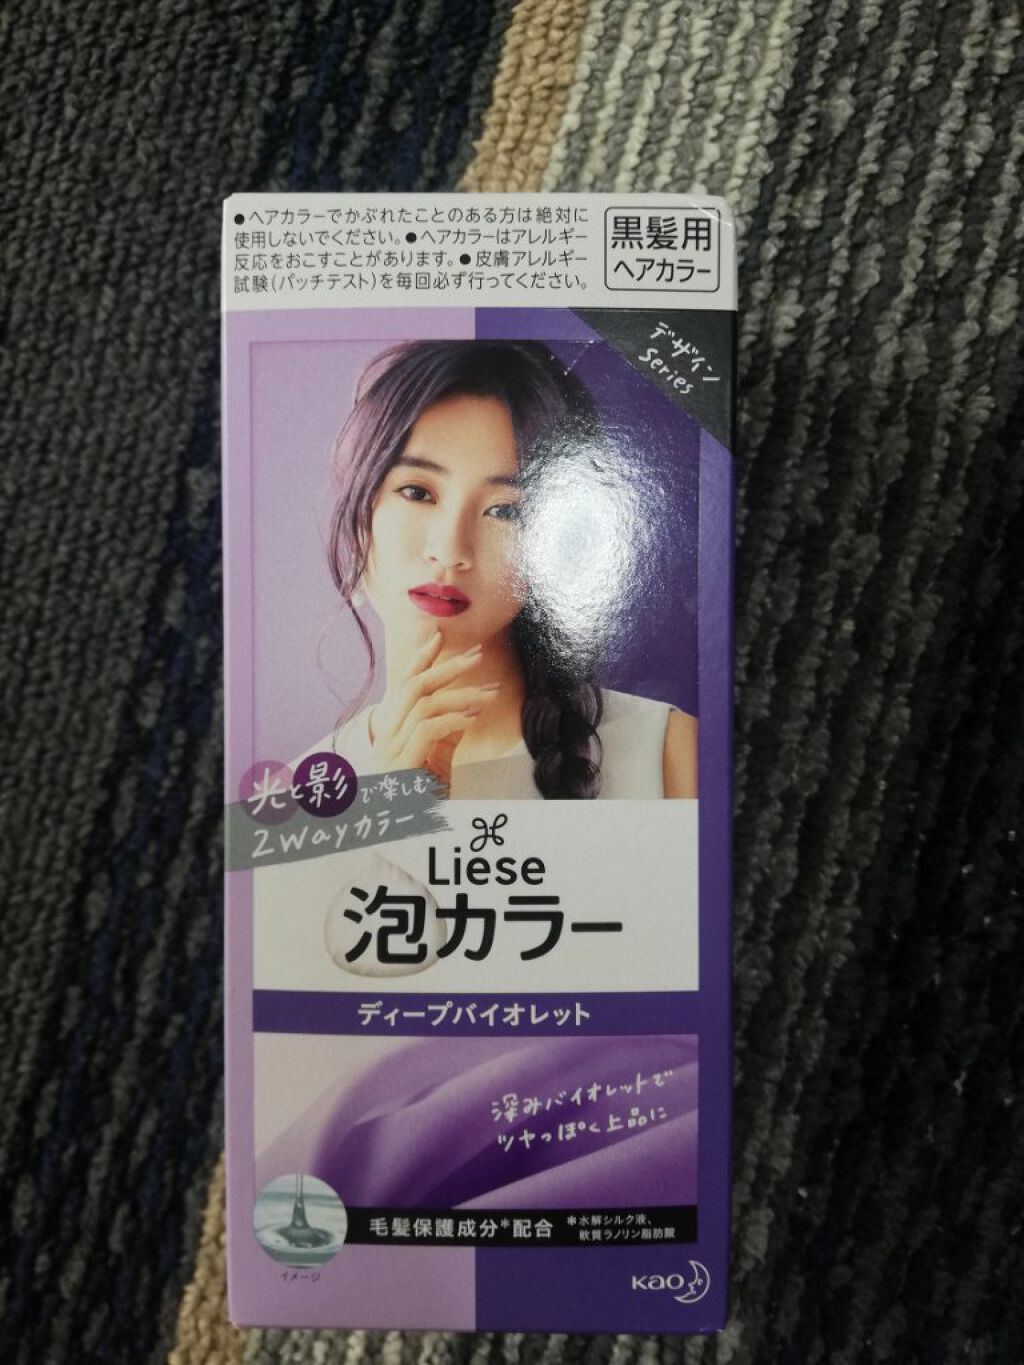 ●ヘアカラーでかぶれたことのある方は絶対に
使用しないでください。●ヘアカラーはアレルギー
反応をおこすことがあります。●皮膚アレルギー
試験(パッチテスト)を毎回必ず行ってください。
黒髪用
ヘアカラー
デザイン
Series
光と影で楽しむ
2wayカラー
Liese
泡カラー
ディープバイオレット
深みバイオレットで
ツヤっぽく上品に
毛髪保護成分*配合
*水解シルク液、
軟質ラノリン脂肪酸
イメージ
Kao